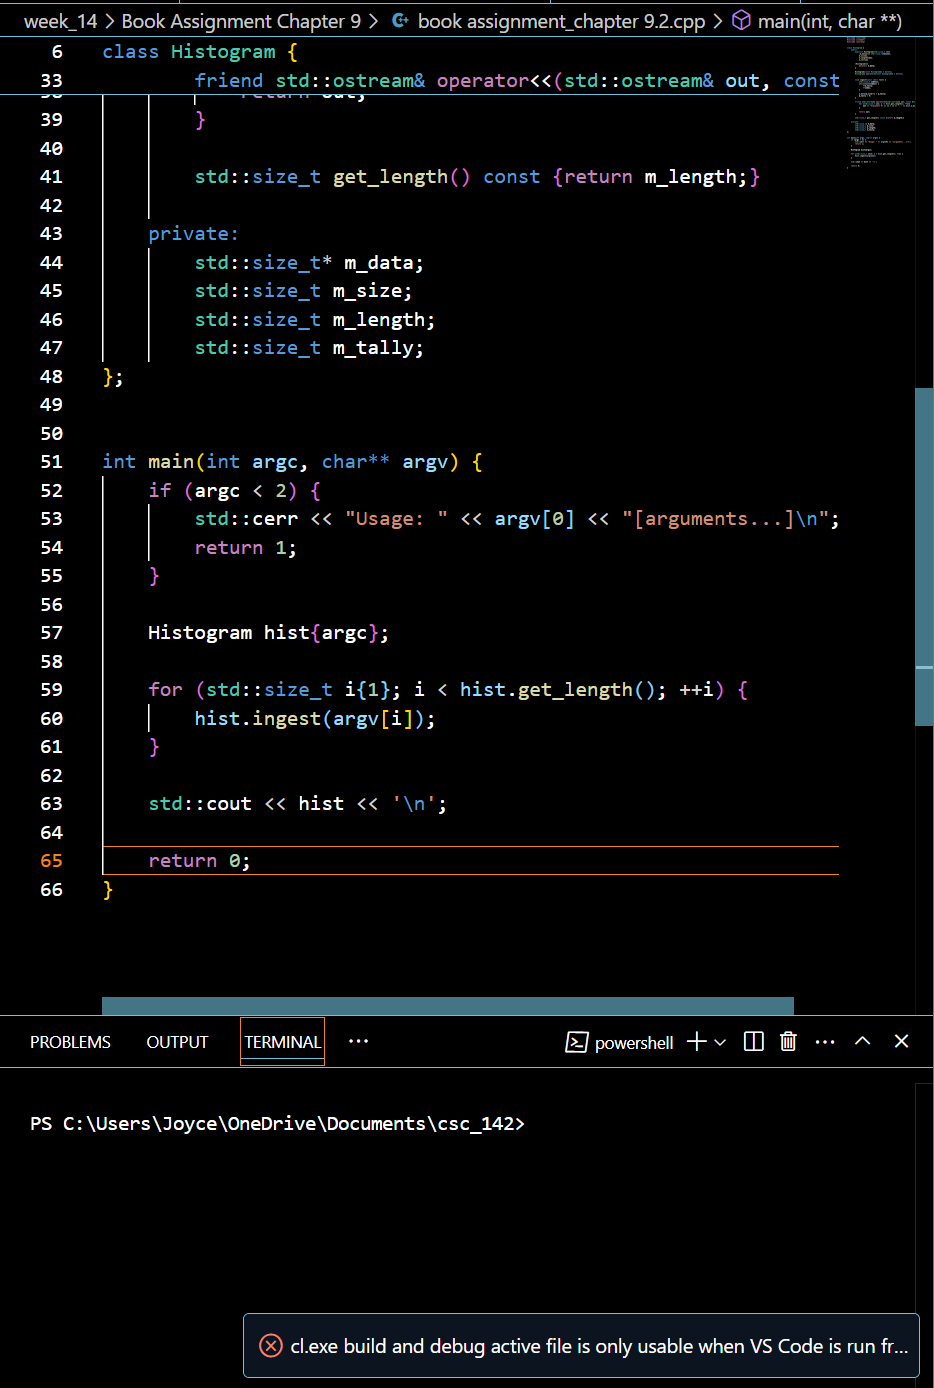 week_14 > Book Assignment Chapter 9 > book assignment_chapter 9.2.cpp > main(int, char **)
6 class Histogram {
33 friend std::ostream& operator<<(std::ostream& out, const
38 return out;
39 }
40
41 std::size_t get_length() const {return m_length;}
42
43 private:
44 std::size_t* m_data;
45 std::size_t m_size;
46 std::size_t m_length;
47 std::size_t m_tally;
48 };
49
50
51 int main(int argc, char** argv) {
52 if (argc < 2) {
53 std::cerr << "Usage: " << argv[0] << "[arguments...]\n";
54 return 1;
55 }
56
57 Histogram hist{argc};
58
59 for (std::size_t i{1}; i < hist.get_length(); ++i) {
60 hist.ingest(argv[i]);
61 }
62
63 std::cout << hist << '\n';
64
65 return 0;
66 }
PROBLEMS OUTPUT TERMINAL ··· powershell
PS C:\Users\Joyce\OneDrive\Documents\csc_142>
cl.exe build and debug active file is only usable when VS Code is run fr...